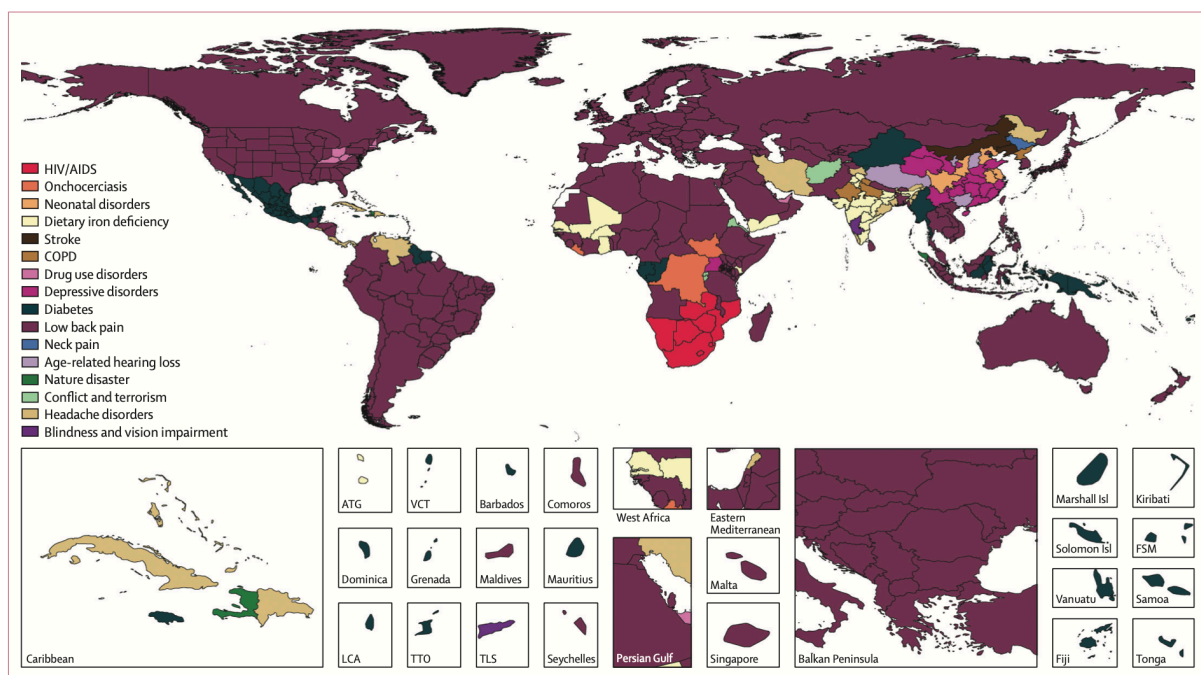 HIV/AIDS
Onchocerciasis
Neonatal disorders
Dietary iron deficiency
Stroke
COPD
Drug use disorders
Depressive disorders
Diabetes
Low back pain
Neck pain
Age-related hearing loss
Nature disaster
Conflict and terrorism
Headache disorders
Blindness and vision impairment
Caribbean
ATG
VCT
Barbados
Comoros
Dominica
Grenada
Maldives
Mauritius
LCA
TTO
TLS
Seychelles
West Africa
Eastern
Mediterranean
Persian Gulf
Malta
Singapore
Balkan Peninsula
Marshall Isl
Kiribati
Solomon Isl
FSM
Vanuatu
Samoa
Fiji
Tonga